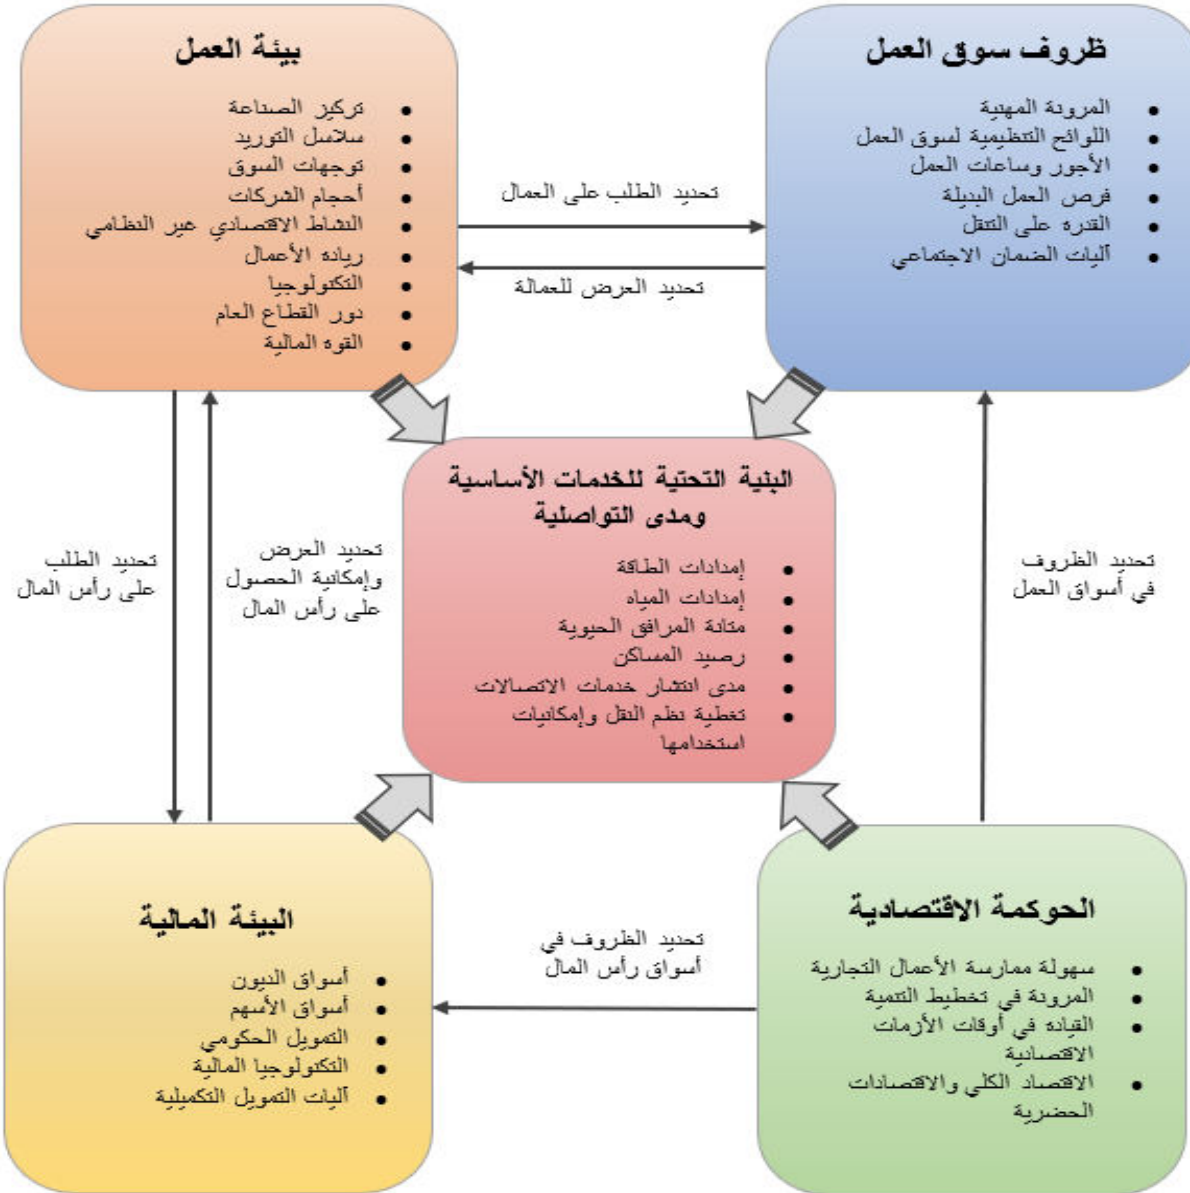 ظروف سوق العمل
• المرونة المهنية
• اللوائح التنظيمية لسوق العمل
• الأجور وساعات العمل
• فرص العمل البديلة
• القدرة على التنقل
• آليات الضمان الاجتماعي
تحديد الطلب على العمال
تحديد العرض للعمالة
بيئة العمل
• تركيز الصناعة
• سلاسل التوريد
• توجهات السوق
• أحجام الشركات
• النشاط الاقتصادي غير النظامي
• ريادة الأعمال
• التكنولوجيا
• دور القطاع العام
• القوة المالية
تحديد الظروف
في أسواق العمل
البنية التحتية للخدمات الأساسية
ومدى التواصلية
• إمدادات الطاقة
• إمدادات المياه
• متانة المرافق الحيوية
• رصيد المساكن
• مدى انتشار خدمات الاتصالات
• تغطية نظم النقل وإمكانيات
استخدامها
تحديد العرض
وإمكانية الحصول
على رأس المال
تحديد الطلب
على رأس المال
الحوكمة الاقتصادية
• سهولة ممارسة الأعمال التجارية
• المرونة في تخطيط التنمية
• القيادة في أوقات الأزمات
الاقتصادية
• الاقتصاد الكلي والاقتصادات
الحضرية
تحديد الظروف في
أسواق رأس المال
البيئة المالية
• أسواق الديون
• أسواق الأسهم
• التمويل الحكومي
• التكنولوجيا المالية
• آليات التمويل التكميلية